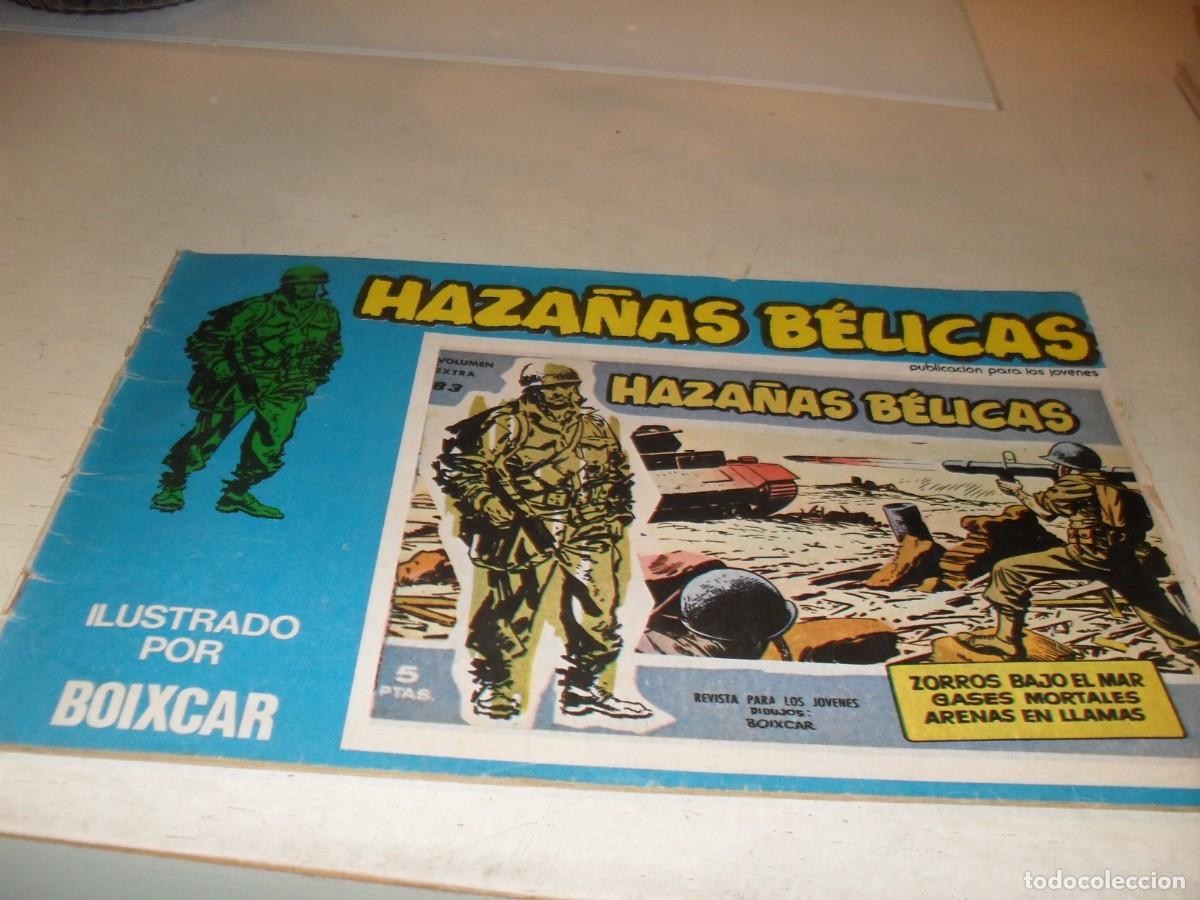 HAZAÑAS BÉLICAS
publicación para los jovenes
VOLUMEN
EXTRA
83
HAZAÑAS BÉLICAS
ILUSTRADO
POR
BOIXCAR
5
PTAS.
REVISTA PARA LOS JOVENES
DIBUJOS:
BOIXCAR
ZORROS BAJO EL MAR
GASES MORTALES
ARENAS EN LLAMAS
todocoleccion